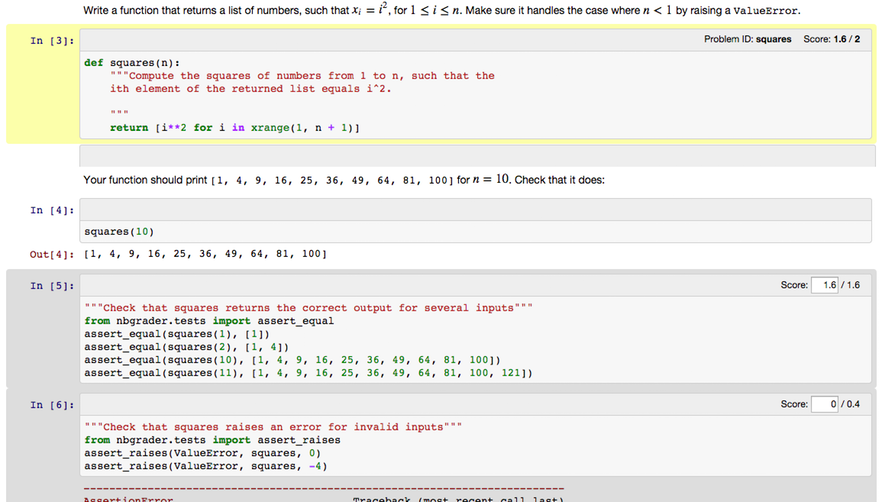 Write a function that returns a list of numbers, such that xᵢ = i², for 1 ≤ i ≤ n. Make sure it handles the case where n < 1 by raising a ValueError.
In [3]: Problem ID: squares Score: 1.6 / 2
def squares(n):
"""Compute the squares of numbers from 1 to n, such that the
ith element of the returned list equals i^2.
"""
return [i**2 for i in xrange(1, n + 1)]
Your function should print [1, 4, 9, 16, 25, 36, 49, 64, 81, 100] for n = 10. Check that it does:
In [4]:
squares(10)
Out[4]: [1, 4, 9, 16, 25, 36, 49, 64, 81, 100]
In [5]: Score: 1.6 / 1.6
"""Check that squares returns the correct output for several inputs"""
from nbgrader.tests import assert_equal
assert_equal(squares(1), [1])
assert_equal(squares(2), [1, 4])
assert_equal(squares(10), [1, 4, 9, 16, 25, 36, 49, 64, 81, 100])
assert_equal(squares(11), [1, 4, 9, 16, 25, 36, 49, 64, 81, 100, 121])
In [6]: Score: 0 / 0.4
"""Check that squares raises an error for invalid inputs"""
from nbgrader.tests import assert_raises
assert_raises(ValueError, squares, 0)
assert_raises(ValueError, squares, -4)
---------------------------------------------------------------------------
AssertionError Traceback (most recent call last)